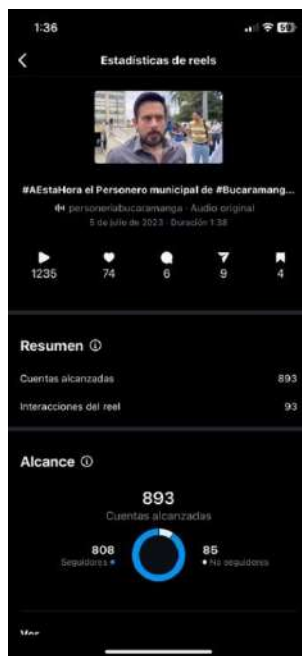 1:36
Estadísticas de reels
#AEstaHora el Personero municipal de #Bucaramang...
personeriabucaramanga · Audio original
5 de julio de 2023 · Duración 1:38
1235 74 6 9 4
Resumen
Cuentas alcanzadas 893
Interacciones del reel 93
Alcance
893
Cuentas alcanzadas
808 85
Seguidores No seguidores